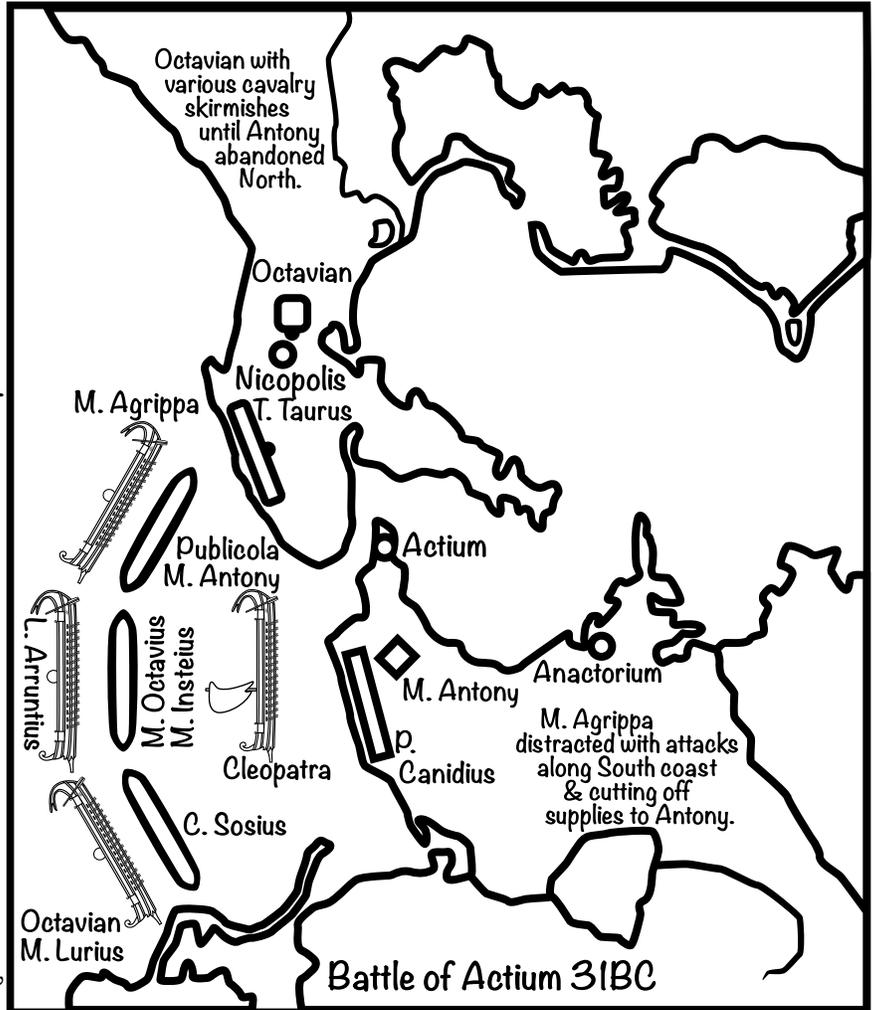 Octavian with
various cavalry
skirmishes
until Antony
abandoned
North.
Octavian
Nicopolis
T. Taurus
M. Agrippa
Publicola
M. Antony
Actium
L. Arruntius
M. Octavius
M. Insteius
Cleopatra
M. Antony
P.
Canidius
Anactorium
M. Agrippa
distracted with attacks
along South coast
& cutting off
supplies to Antony.
C. Sosius
Octavian
M. Lurius
Battle of Actium 31BC